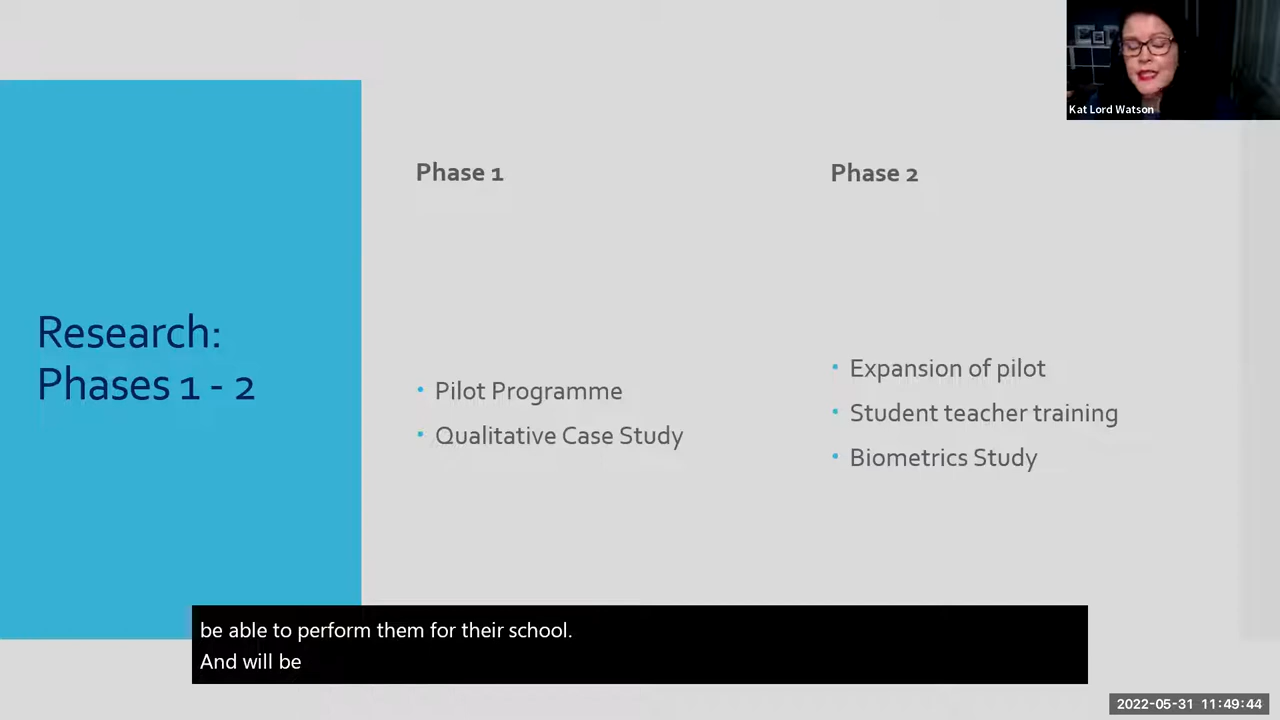 Kat Lord Watson
Research:
Phases 1 - 2
Phase 1
• Pilot Programme
• Qualitative Case Study
Phase 2
• Expansion of pilot
• Student teacher training
• Biometrics Study
be able to perform them for their school.
And will be
2022-05-31 11:49:44